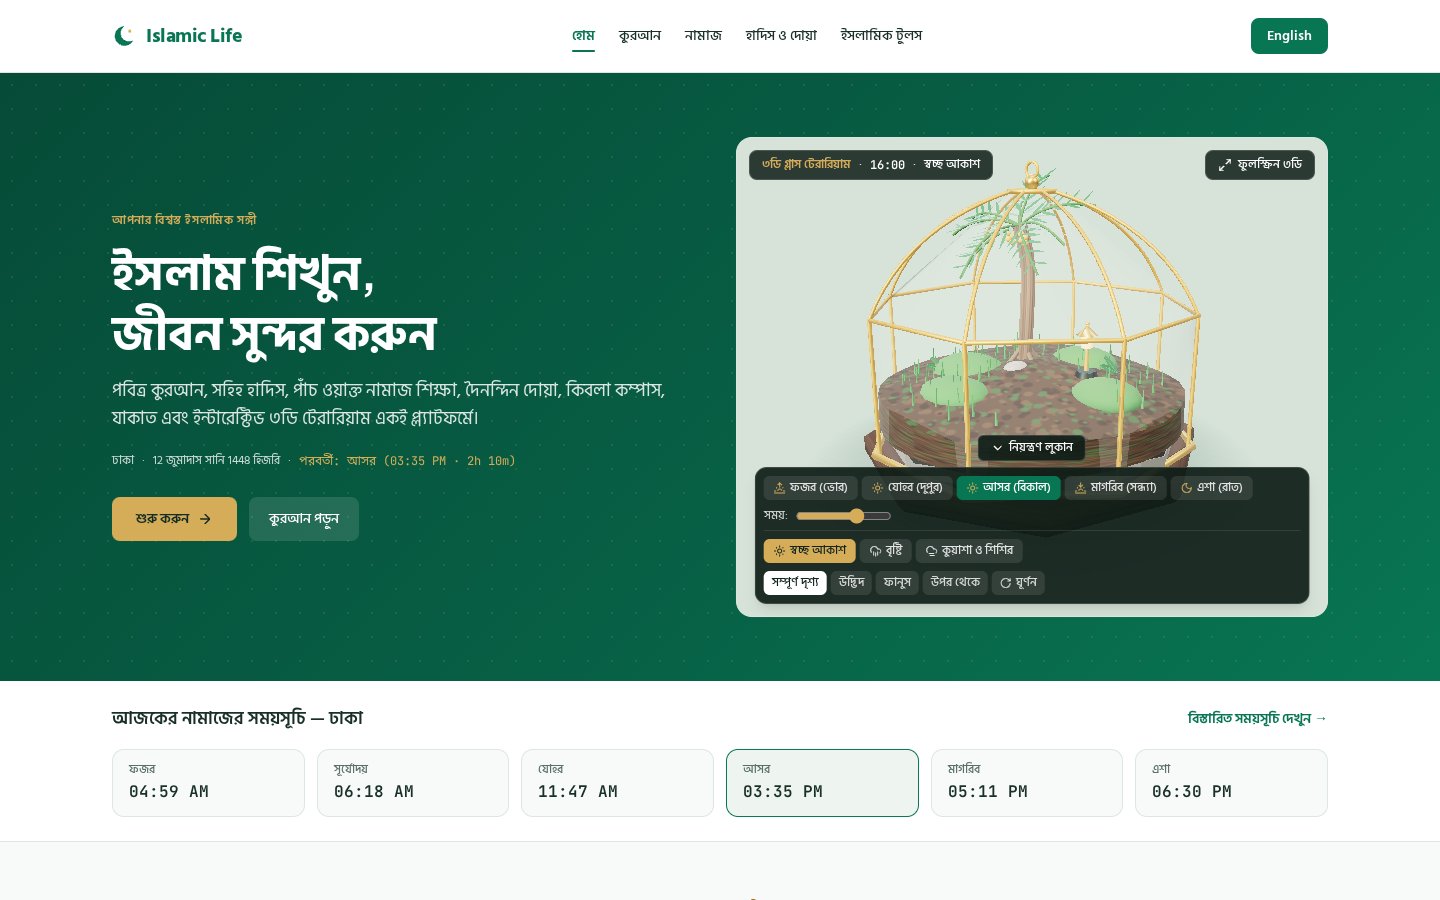 Islamic Life
হোম কুরআন নামাজ হাদিস ও দোয়া ইসলামিক টুলস
English
আপনার বিশ্বস্ত ইসলামিক সঙ্গী
ইসলাম শিখুন,
জীবন সুন্দর করুন
পবিত্র কুরআন, সহিহ হাদিস, পাঁচ ওয়াক্ত নামাজ শিক্ষা, দৈনন্দিন দোয়া, কিবলা কম্পাস,
যাকাত এবং ইন্টারেক্টিভ ৩ডি টেরারিয়াম একই প্ল্যাটফর্মে।
ঢাকা · 12 জুমাদাস সানি 1448 হিজরি · পরবর্তী: আসর (03:35 PM · 2h 10m)
শুরু করুন →
কুরআন পড়ুন
৩ডি গ্লাস টেরারিয়াম · 16:00 · স্বচ্ছ আকাশ
ফুলস্ক্রিন ৩ডি
নিয়ন্ত্রণ লুকান
ফজর (ভোর) যোহর (দুপুর) আসর (বিকাল) মাগরিব (সন্ধ্যা) এশা (রাত)
সময়:
স্বচ্ছ আকাশ বৃষ্টি কুয়াশা ও শিশির
সম্পূর্ণ দৃশ্য উদ্ভিদ ফানুস উপর থেকে ঘূর্ণন
আজকের নামাজের সময়সূচি — ঢাকা
বিস্তারিত সময়সূচি দেখুন →
ফজর
04:59 AM
সূর্যোদয়
06:18 AM
যোহর
11:47 AM
আসর
03:35 PM
মাগরিব
05:11 PM
এশা
06:30 PM